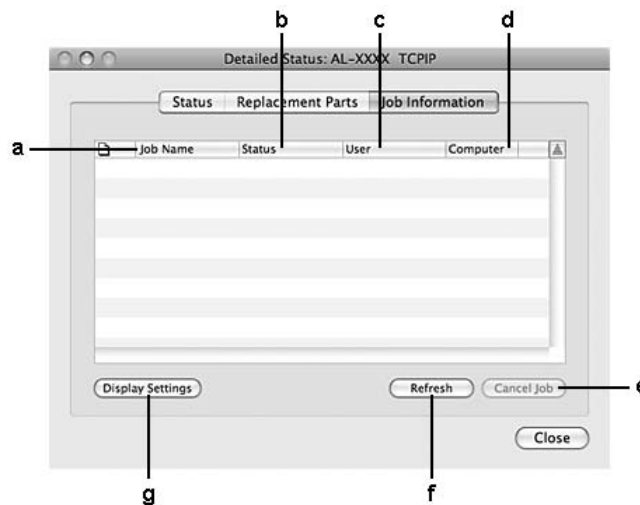 b c d
Detailed Status: AL-XXXX TCPIP
Status Replacement Parts Job Information
a Job Name Status User Computer
Display Settings Refresh Cancel Job e
Close
g f